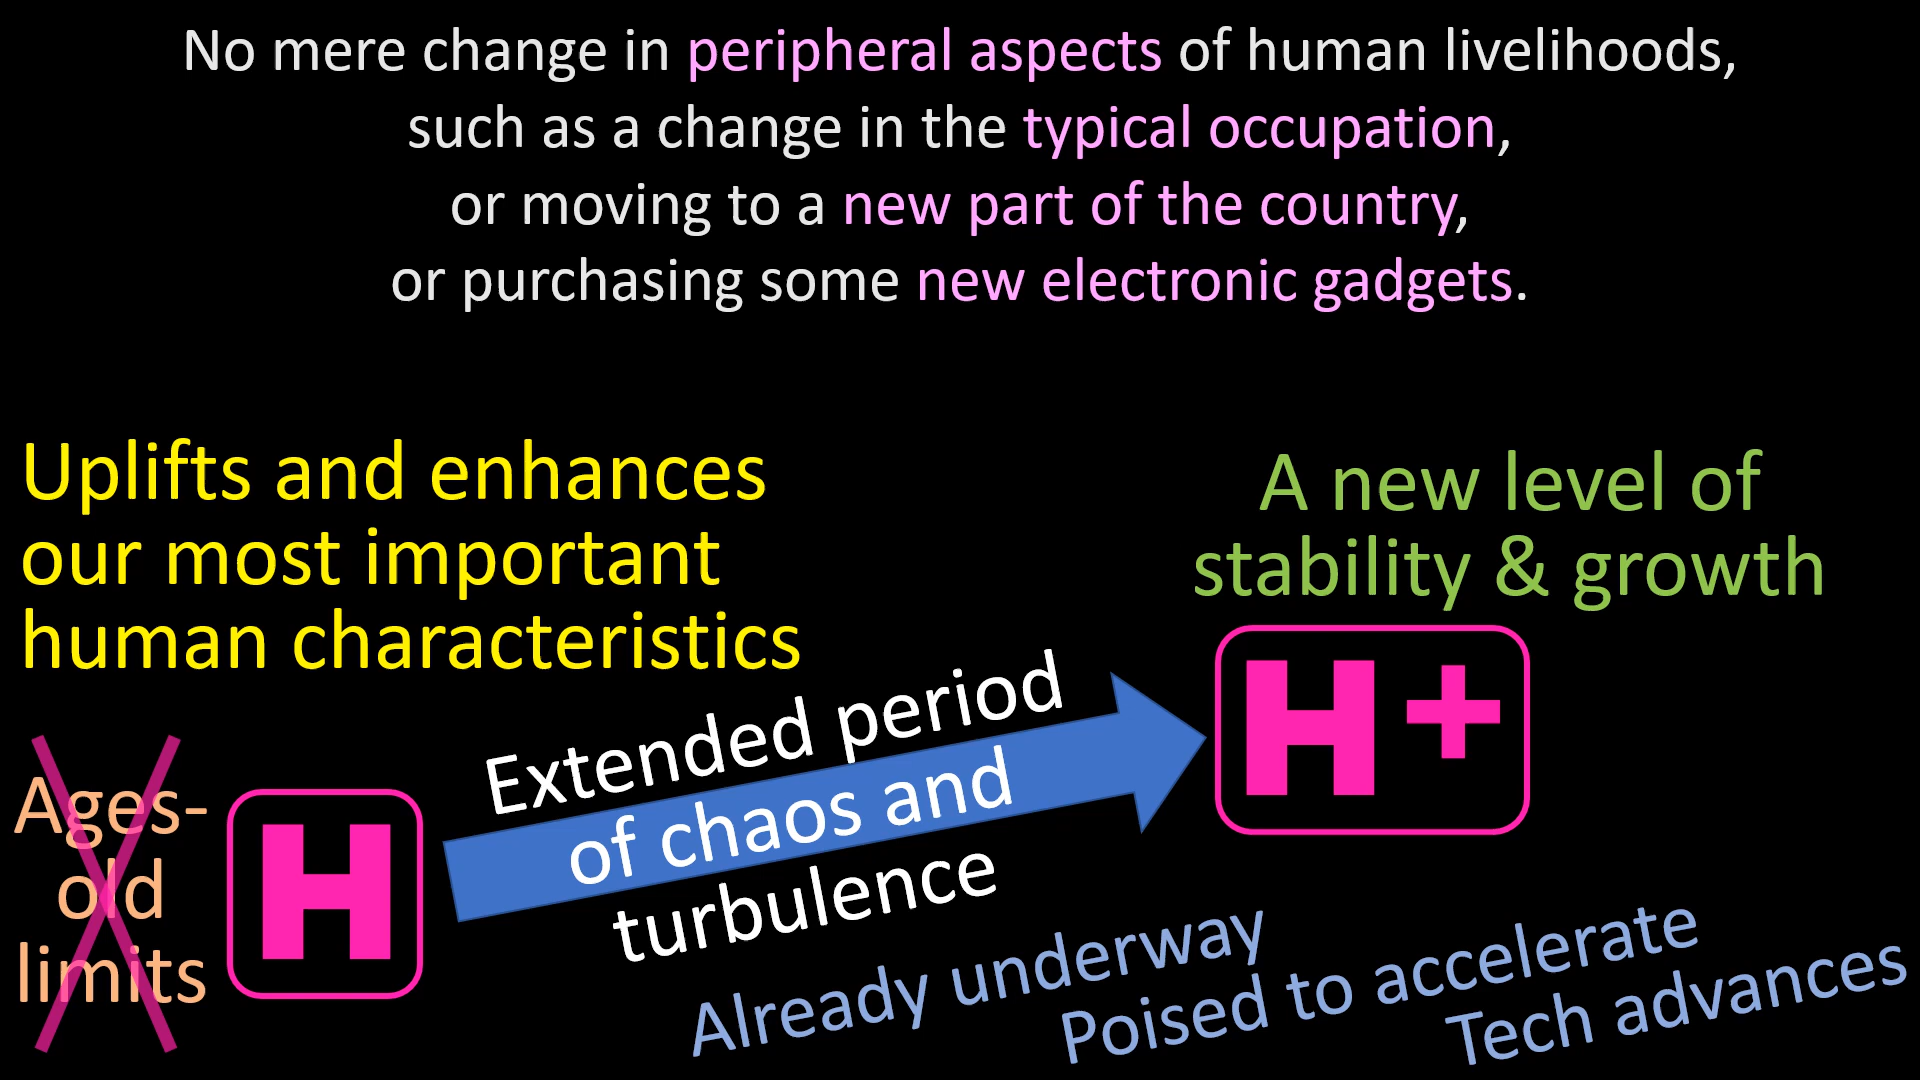 No mere change in peripheral aspects of human livelihoods,
such as a change in the typical occupation,
or moving to a new part of the country,
or purchasing some new electronic gadgets.
Uplifts and enhances
our most important
human characteristics
A new level of
stability & growth
Extended period
of chaos and
turbulence
H+
Ages-
old
limits
H
Already underway
Poised to accelerate
Tech advances